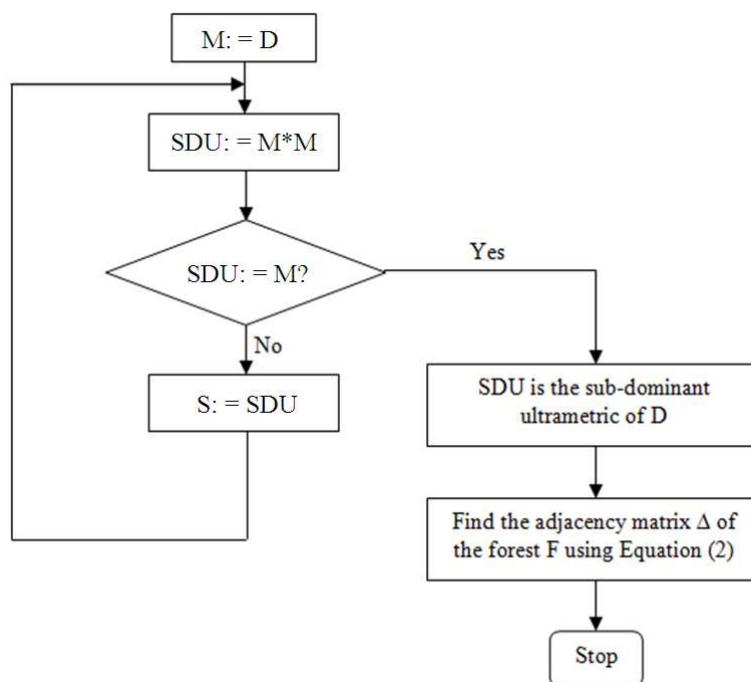 M: = D
SDU: = M*M
SDU: = M?
Yes
No
S: = SDU
SDU is the sub-dominant
ultrametric of D
Find the adjacency matrix Δ of
the forest F using Equation (2)
Stop